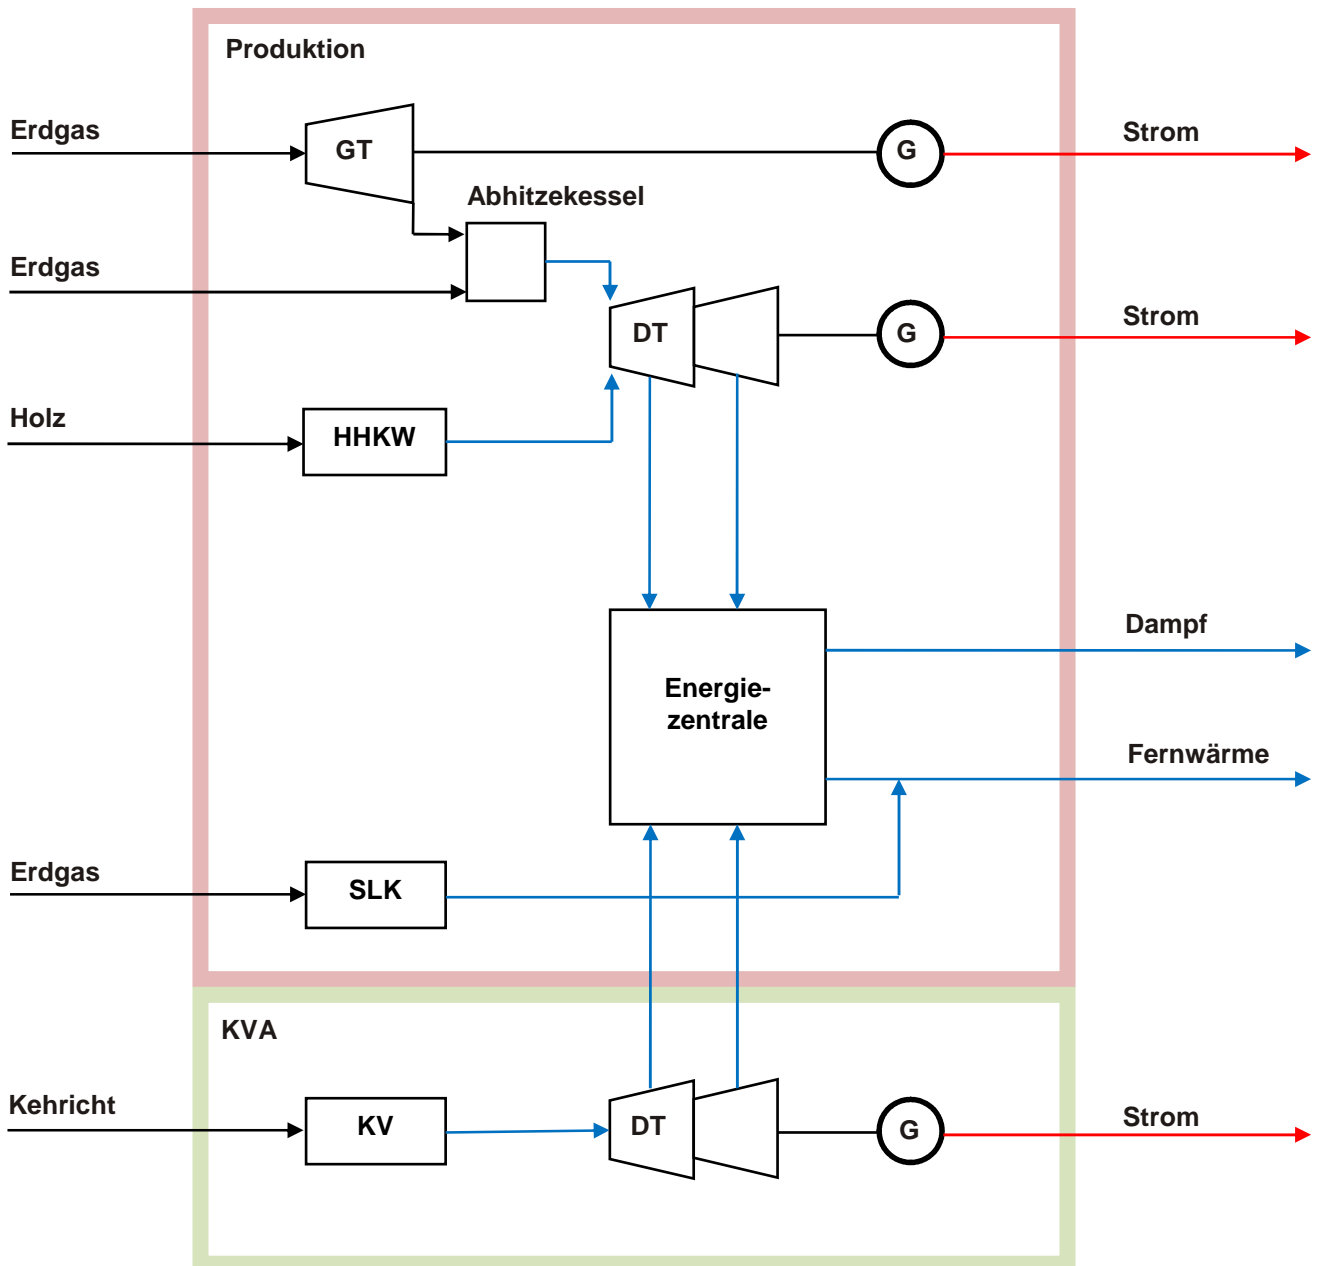 Produktion
Erdgas
GT
G
Strom
Abhitzekessel
Erdgas
DT
G
Strom
Holz
HHKW
Dampf
Energie-
zentrale
Fernwärme
Erdgas
SLK
KVA
Kehricht
KV
DT
G
Strom